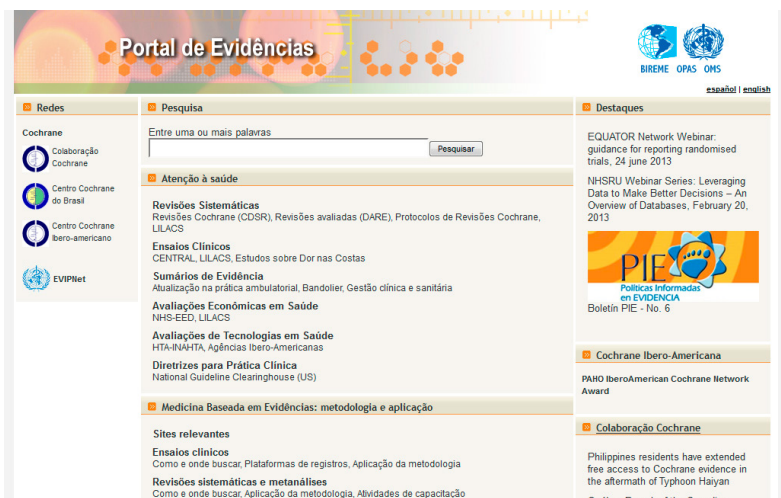 Portal de Evidências
BIREME OPAS OMS
español | english
Redes
Cochrane
Colaboração
Cochrane
Centro Cochrane
do Brasil
Centro Cochrane
Ibero-americano
EVIPNet
Pesquisa
Entre uma ou mais palavras
Pesquisar
Atenção à saúde
Revisões Sistemáticas
Revisões Cochrane (CDSR), Revisões avaliadas (DARE), Protocolos de Revisões Cochrane,
LILACS
Ensaios Clínicos
CENTRAL, LILACS, Estudos sobre Dor nas Costas
Sumários de Evidência
Atualização na prática ambulatorial, Bandolier, Gestão clínica e sanitária
Avaliações Econômicas em Saúde
NHS-EED, LILACS
Avaliações de Tecnologias em Saúde
HTA-INAHTA, Agências Ibero-Americanas
Diretrizes para Prática Clínica
National Guideline Clearinghouse (US)
Medicina Baseada em Evidências: metodologia e aplicação
Sites relevantes
Ensaios clinicos
Como e onde buscar, Plataformas de registros, Aplicação da metodologia
Revisões sistemáticas e metanálises
Como e onde buscar, Aplicação da metodologia, Atividades de capacitação
Destaques
EQUATOR Network Webinar:
guidance for reporting randomised
trials, 24 june 2013
NHSRU Webinar Series: Leveraging
Data to Make Better Decisions – An
Overview of Databases, February 20,
2013
PIE
Políticas Informadas
en EVIDENCIA
Boletín PIE - No. 6
Cochrane Ibero-Americana
PAHO IberoAmerican Cochrane Network
Award
Colaboração Cochrane
Philippines residents have extended
free access to Cochrane evidence in
the aftermath of Typhoon Haiyan